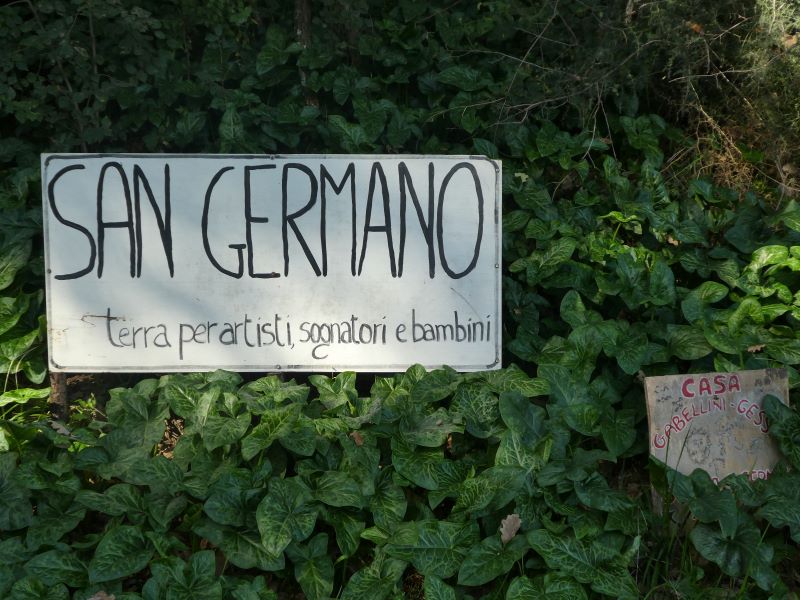 SAN GERMANO
terra per artisti, sognatori e bambini
CASA
GABELLINI-